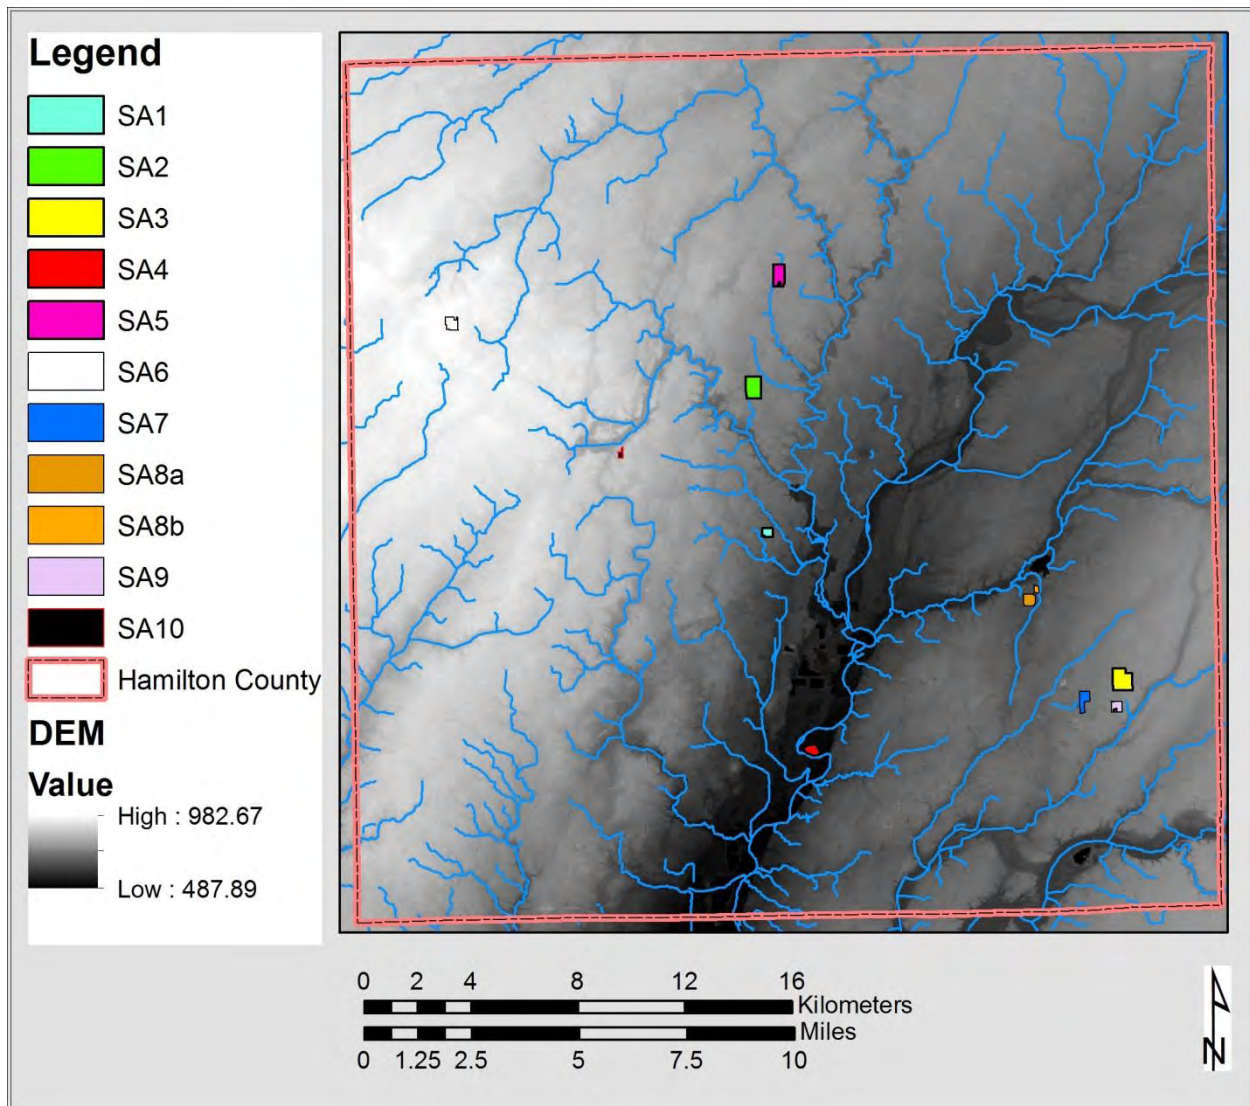 Legend
SA1
SA2
SA3
SA4
SA5
SA6
SA7
SA8a
SA8b
SA9
SA10
Hamilton County
DEM
Value
High : 982.67
Low : 487.89
0 2 4 8 12 16
Kilometers
Miles
0 1.25 2.5 5 7.5 10
N